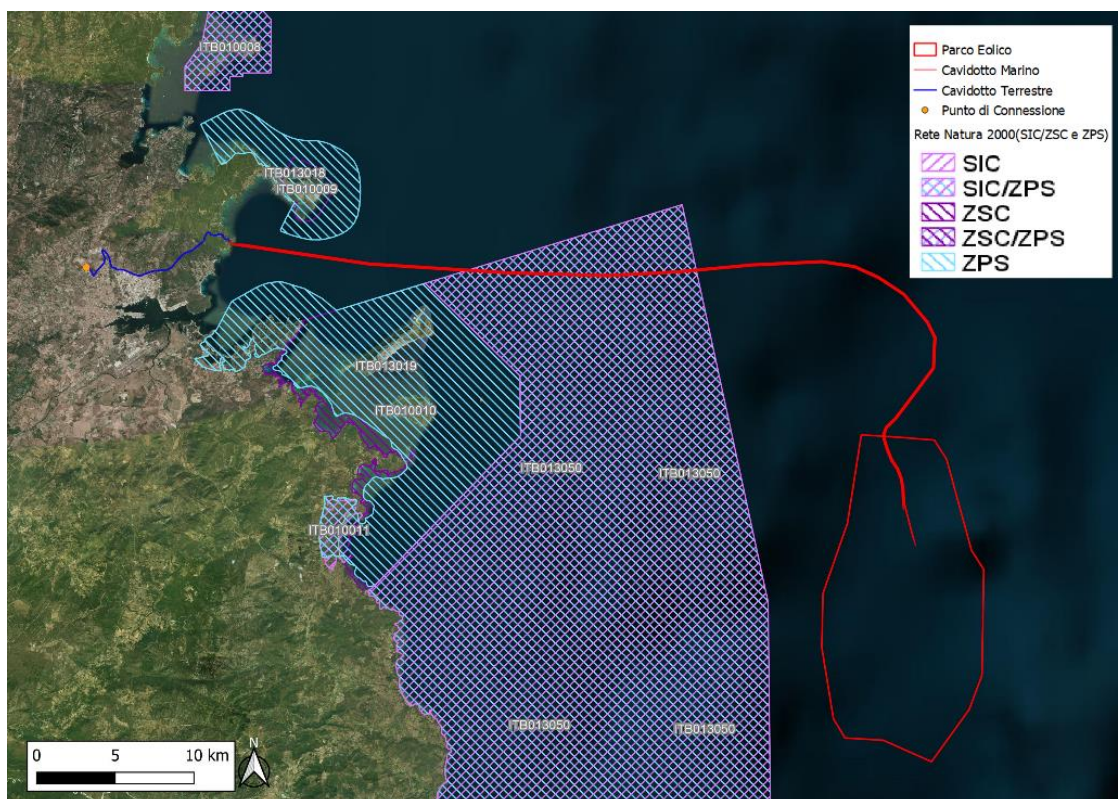 ITB010008
Parco Eolico
Cavidotto Marino
Cavidotto Terrestre
Punto di Connessione
Rete Natura 2000(SIC/ZSC e ZPS)
SIC
SIC/ZPS
ZSC
ZSC/ZPS
ZPS
ITB013018
ITB010009
ITB013019
ITB010010
ITB013050
ITB013050
ITB010011
ITB013050
ITB013050
0 5 10 km
N